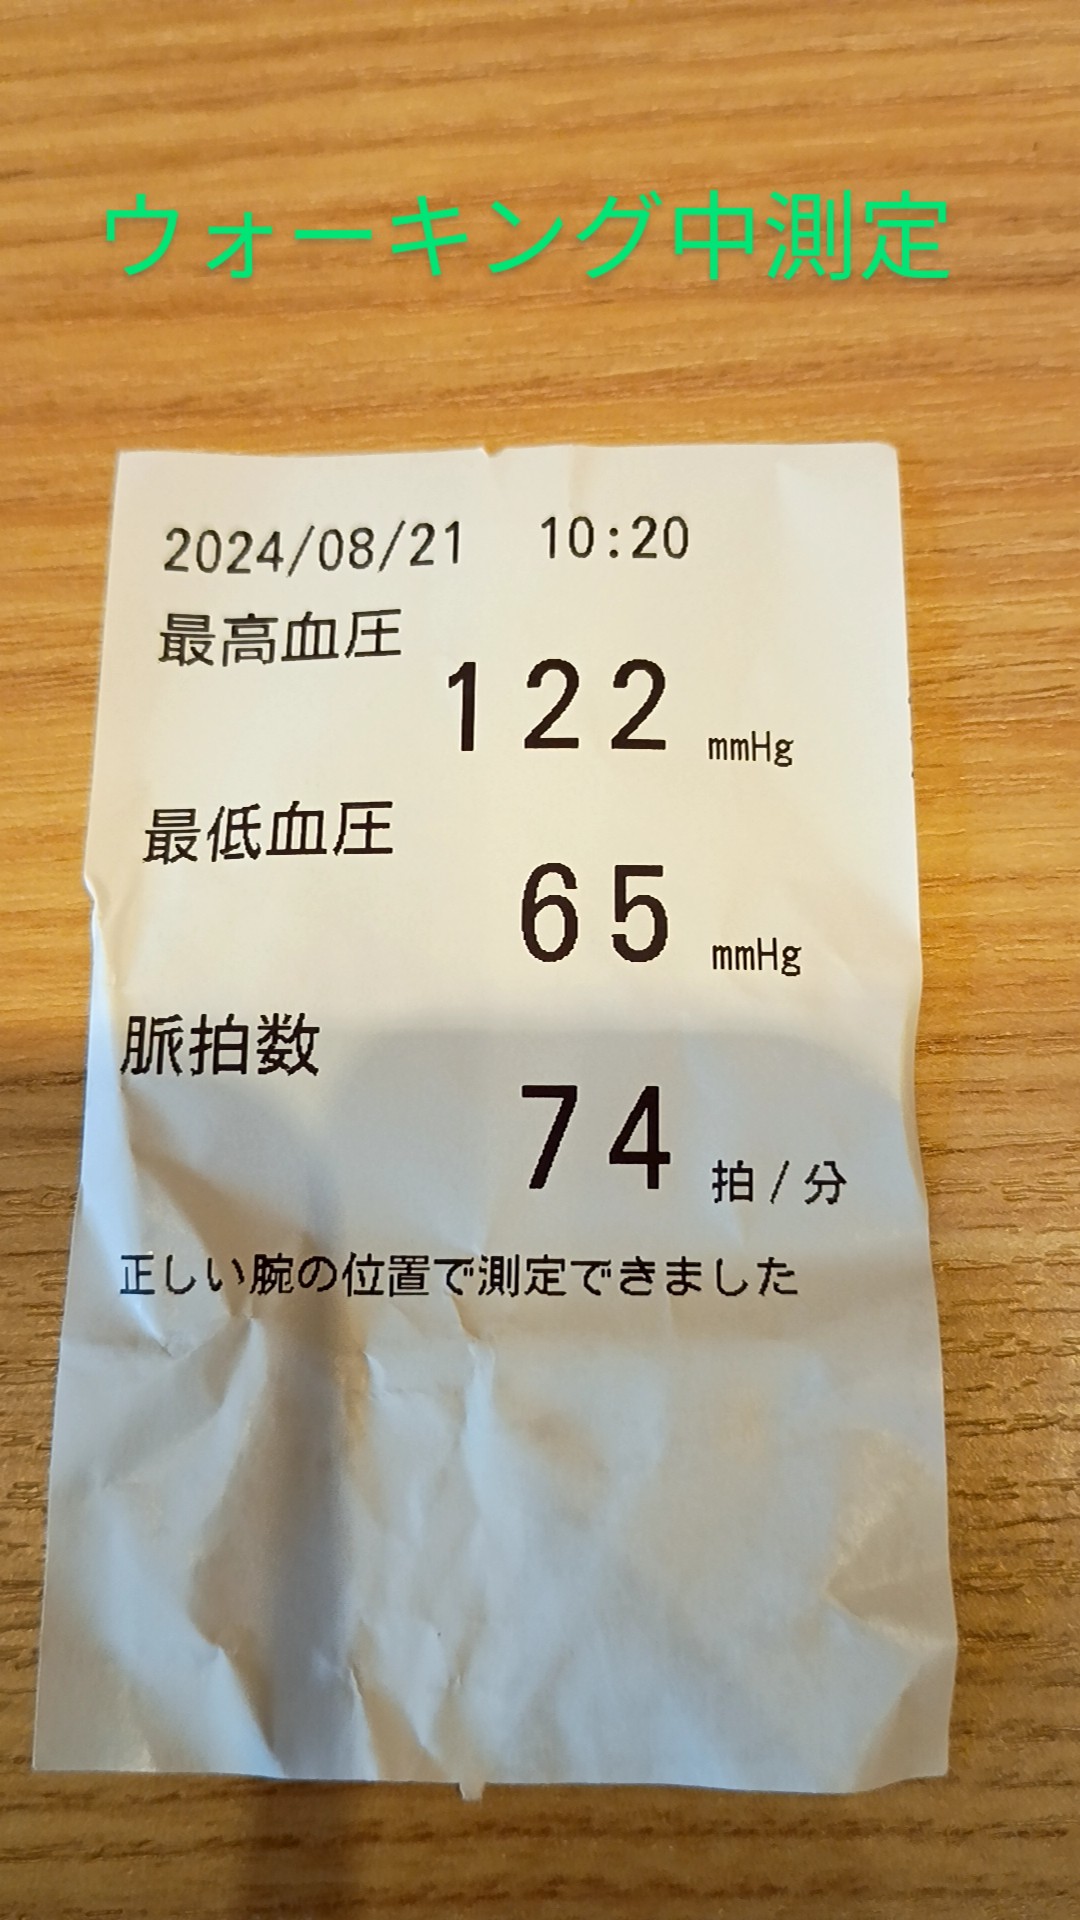 ウォーキング中測定
2024/08/21 10:20
最高血圧
122 mmHg
最低血圧
65 mmHg
脈拍数
74 拍/分
正しい腕の位置で測定できました